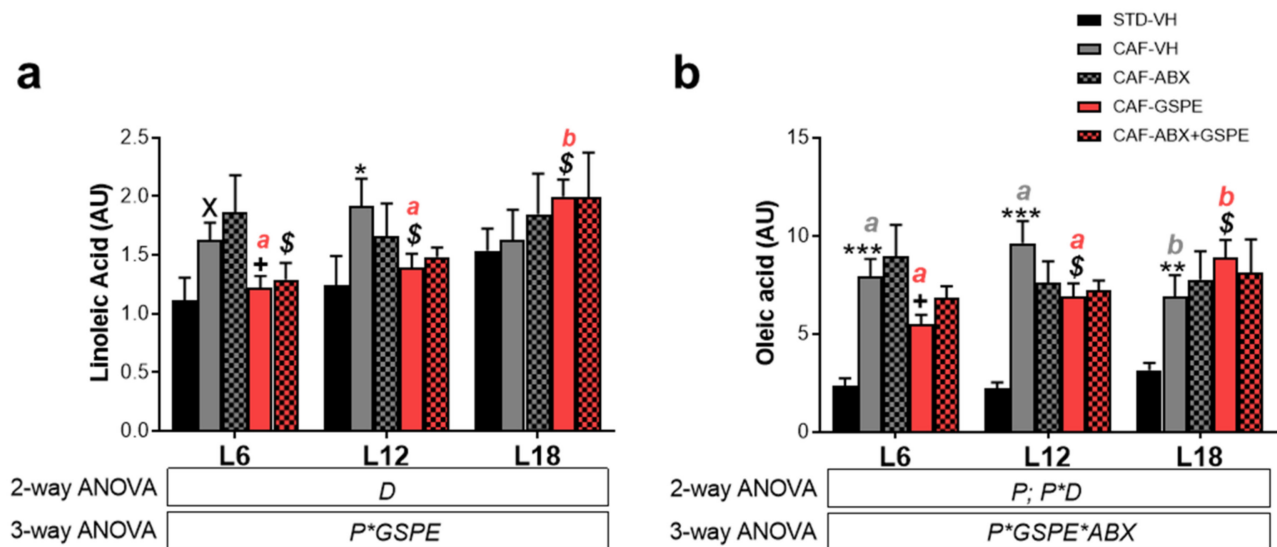 a
2.5
2.0
1.5
1.0
0.5
0.0
Linoleic Acid (AU)
X
a
+
$
*
a
$
b
$
L6 L12 L18
2-way ANOVA D
3-way ANOVA P*GSPE
b
STD-VH
CAF-VH
CAF-ABX
CAF-GSPE
CAF-ABX+GSPE
15
10
5
0
Oleic acid (AU)
a
***
a
+
a
***
a
$
b
**
b
$
L6 L12 L18
2-way ANOVA P; P*D
3-way ANOVA P*GSPE*ABX